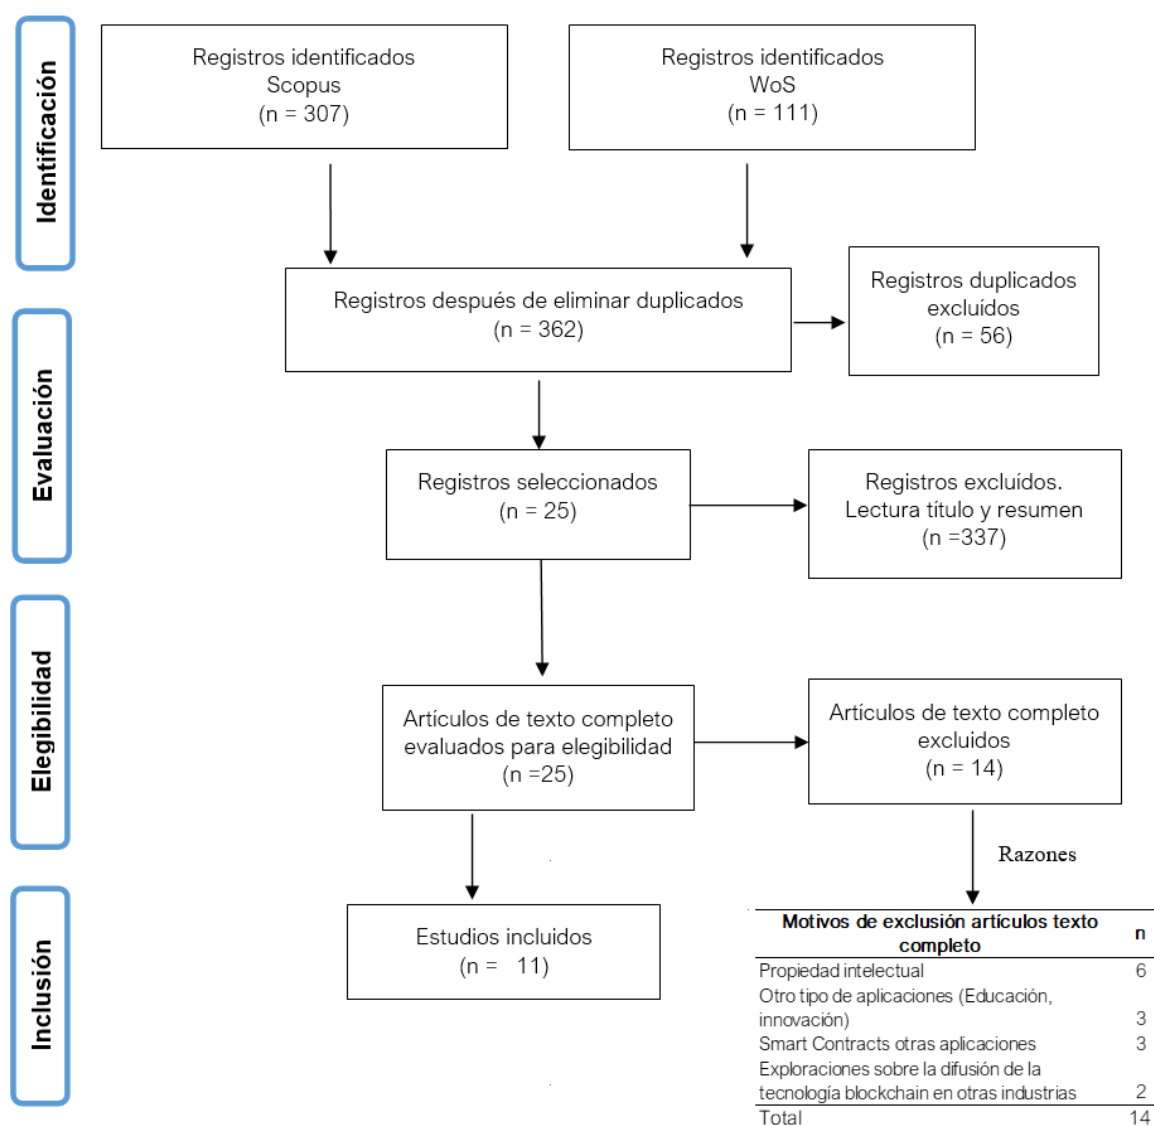 Identificación
Registros identificados
Scopus
(n = 307)
Registros identificados
WoS
(n = 111)
Evaluación
Registros después de eliminar duplicados
(n = 362)
Registros duplicados
excluídos
(n = 56)
Registros seleccionados
(n = 25)
Registros excluídos.
Lectura título y resumen
(n =337)
Elegibilidad
Artículos de texto completo
evaluados para elegibilidad
(n =25)
Artículos de texto completo
excluidos
(n = 14)
Razones
Inclusión
Estudios incluidos
(n = 11)
Motivos de exclusión artículos texto completo n
Propiedad intelectual 6
Otro tipo de aplicaciones (Educación,
innovación) 3
Smart Contracts otras aplicaciones 3
Exploraciones sobre la difusión de la
tecnología blockchain en otras industrias 2
Total 14